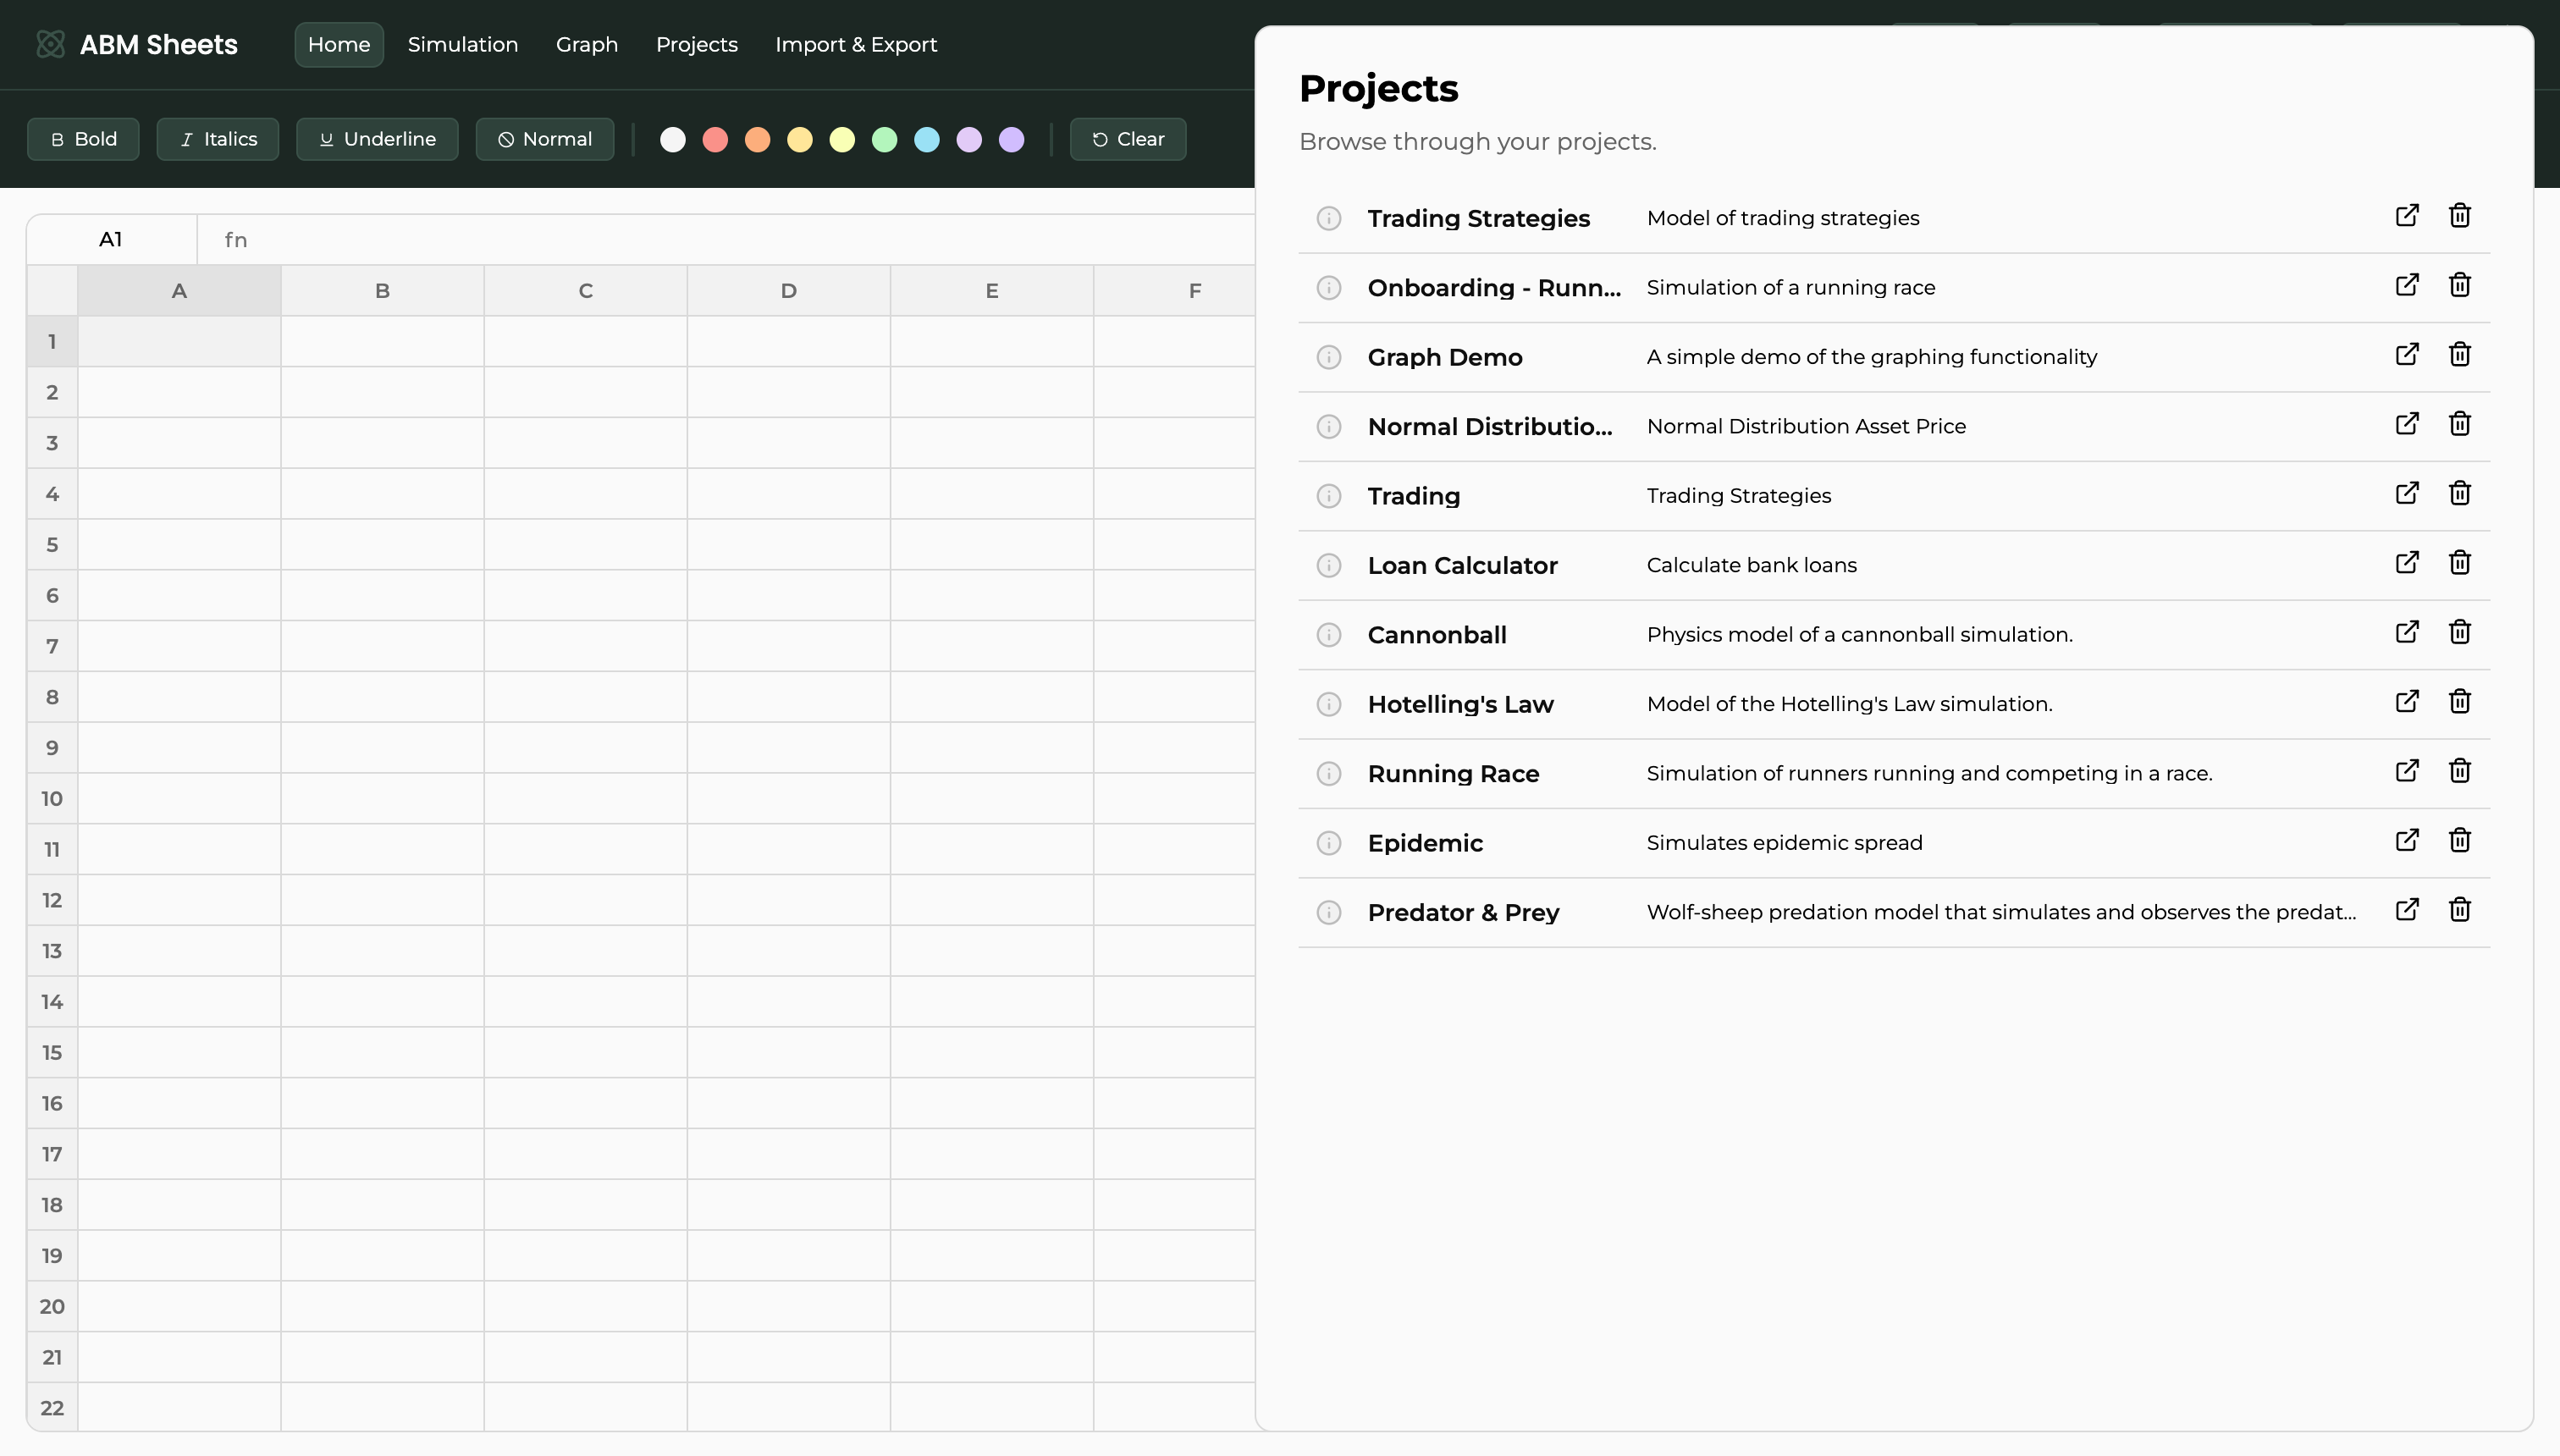 ABM Sheets
Home Simulation Graph Projects Import & Export
Bold Italics Underline Normal Clear
A1 fn
A B C D E F
1
2
3
4
5
6
7
8
9
10
11
12
13
14
15
16
17
18
19
20
21
22
Projects
Browse through your projects.
Trading Strategies Model of trading strategies
Onboarding - Runn... Simulation of a running race
Graph Demo A simple demo of the graphing functionality
Normal Distributio... Normal Distribution Asset Price
Trading Trading Strategies
Loan Calculator Calculate bank loans
Cannonball Physics model of a cannonball simulation.
Hotelling's Law Model of the Hotelling's Law simulation.
Running Race Simulation of runners running and competing in a race.
Epidemic Simulates epidemic spread
Predator & Prey Wolf-sheep predation model that simulates and observes the predat...